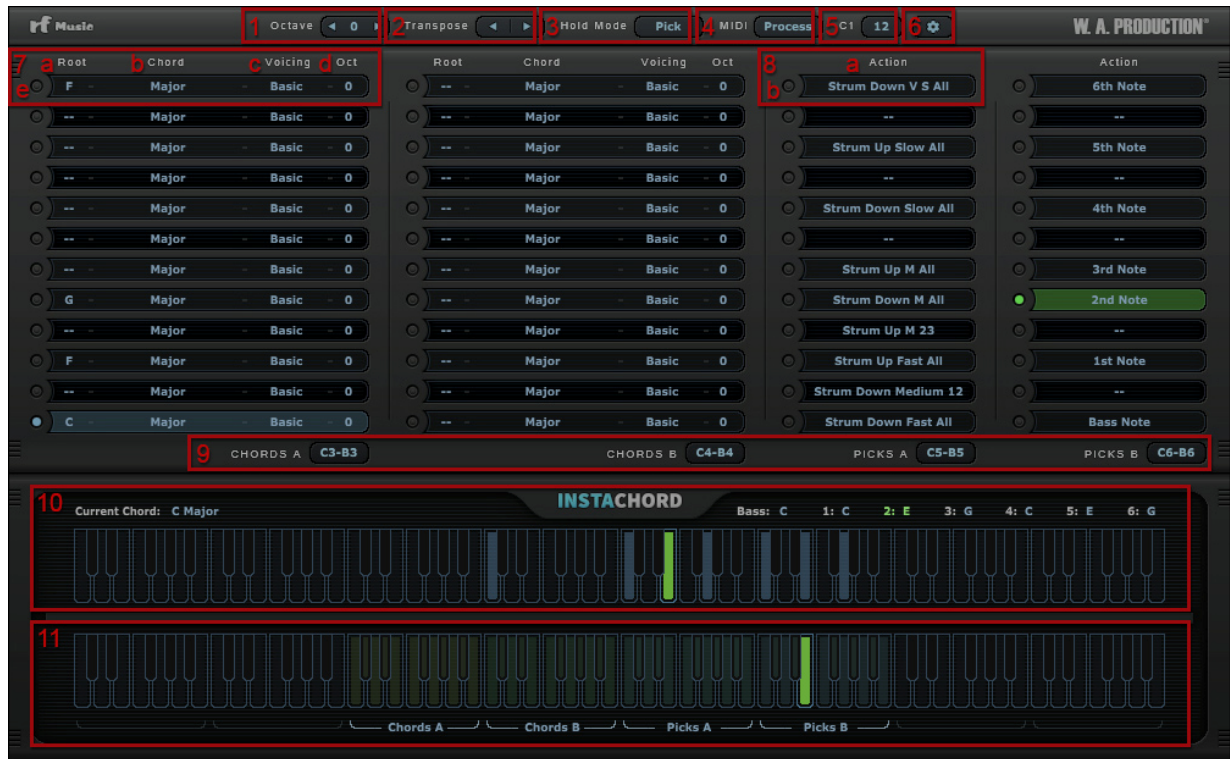 rf Music 1 Octave ◄ 0 ► 2 Transpose ◄ ► 3 Hold Mode Pick 4 MIDI Process 5 C1 12 6 W. A. PRODUCTION
7 a Root b Chord c Voicing d Oct Root Chord Voicing Oct 8 a Action Action
e F - Major - Basic - 0 -- - Major - Basic - 0 b Strum Down V S All 6th Note
-- - Major - Basic - 0 -- - Major - Basic - 0 -- --
-- - Major - Basic - 0 -- - Major - Basic - 0 Strum Up Slow All 5th Note
-- - Major - Basic - 0 -- - Major - Basic - 0 -- --
-- - Major - Basic - 0 -- - Major - Basic - 0 Strum Down Slow All 4th Note
-- - Major - Basic - 0 -- - Major - Basic - 0 -- --
-- - Major - Basic - 0 -- - Major - Basic - 0 Strum Up M All 3rd Note
G - Major - Basic - 0 -- - Major - Basic - 0 Strum Down M All 2nd Note
-- - Major - Basic - 0 -- - Major - Basic - 0 Strum Up M 23 --
F - Major - Basic - 0 -- - Major - Basic - 0 Strum Up Fast All 1st Note
-- - Major - Basic - 0 -- - Major - Basic - 0 Strum Down Medium 12 --
C - Major - Basic - 0 -- - Major - Basic - 0 Strum Down Fast All Bass Note
9 CHORDS A C3-B3 CHORDS B C4-B4 PICKS A C5-B5 PICKS B C6-B6
10 INSTACHORD
Current Chord: C Major Bass: C 1: C 2: E 3: G 4: C 5: E 6: G
11
Chords A Chords B Picks A Picks B